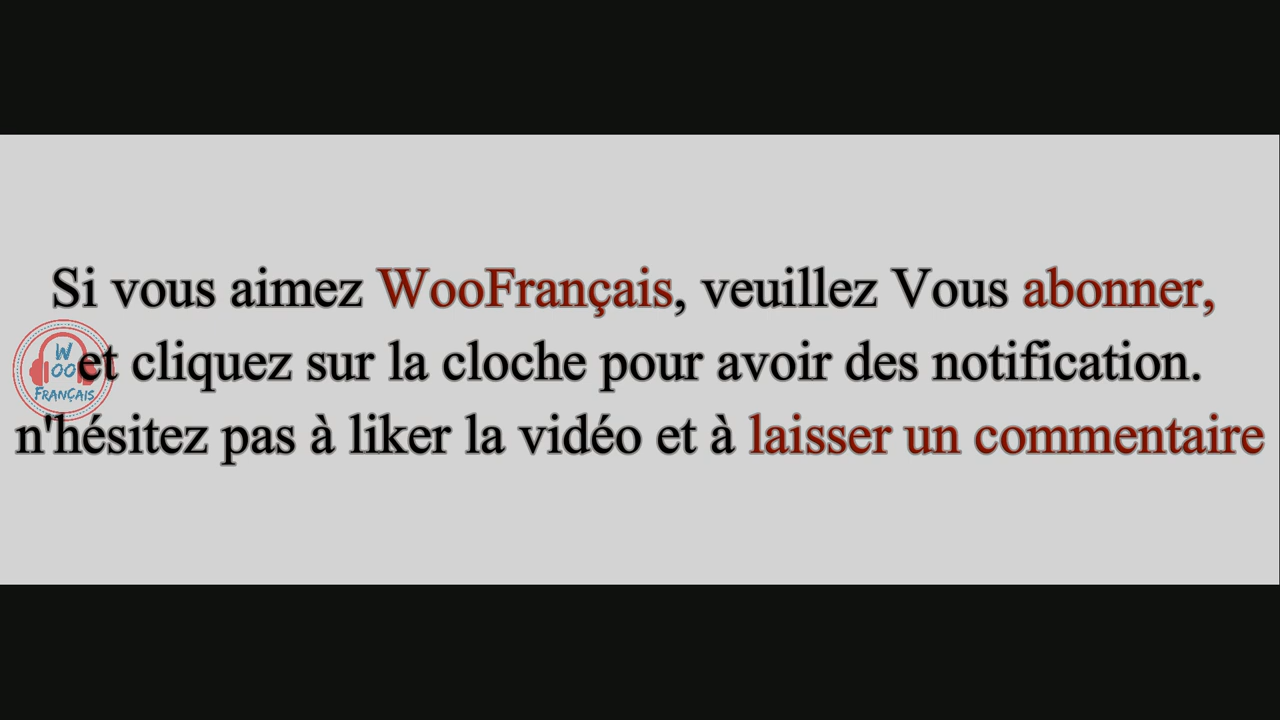 Si vous aimez WooFrançais, veuillez Vous abonner,
et cliquez sur la cloche pour avoir des notification.
n'hésitez pas à liker la vidéo et à laisser un commentaire
W
OO
FRANÇAIS